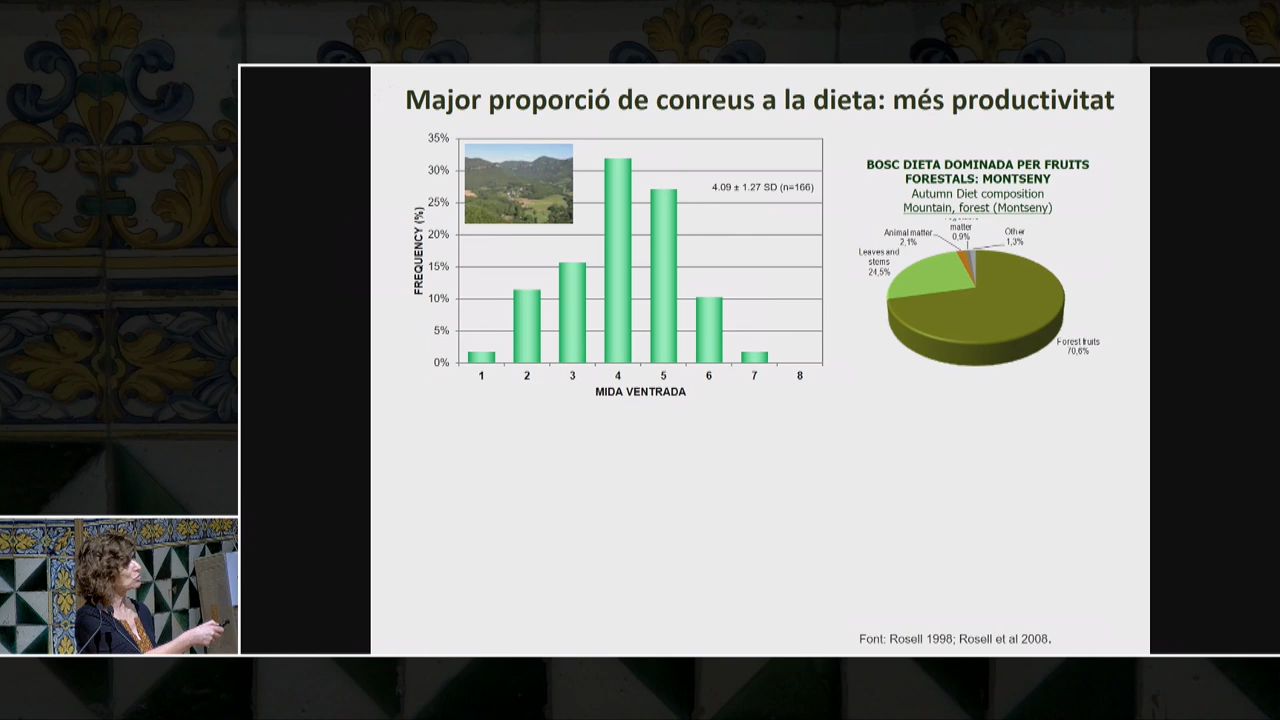 Major proporció de conreus a la dieta: més productivitat
35%
30%
25%
20%
15%
10%
5%
0%
FREQUENCY (%)
4.09 ± 1.27 SD (n=166)
1 2 3 4 5 6 7 8
MIDA VENTRADA
BOSC DIETA DOMINADA PER FRUITS
FORESTALS: MONTSENY
Autumn Diet composition
Mountain, forest (Montseny)
matter
0,9%
Other
1,3%
Animal matter
2,1%
Leaves and
stems
24,5%
Forest fruits
70,6%
Font: Rosell 1998; Rosell et al 2008.